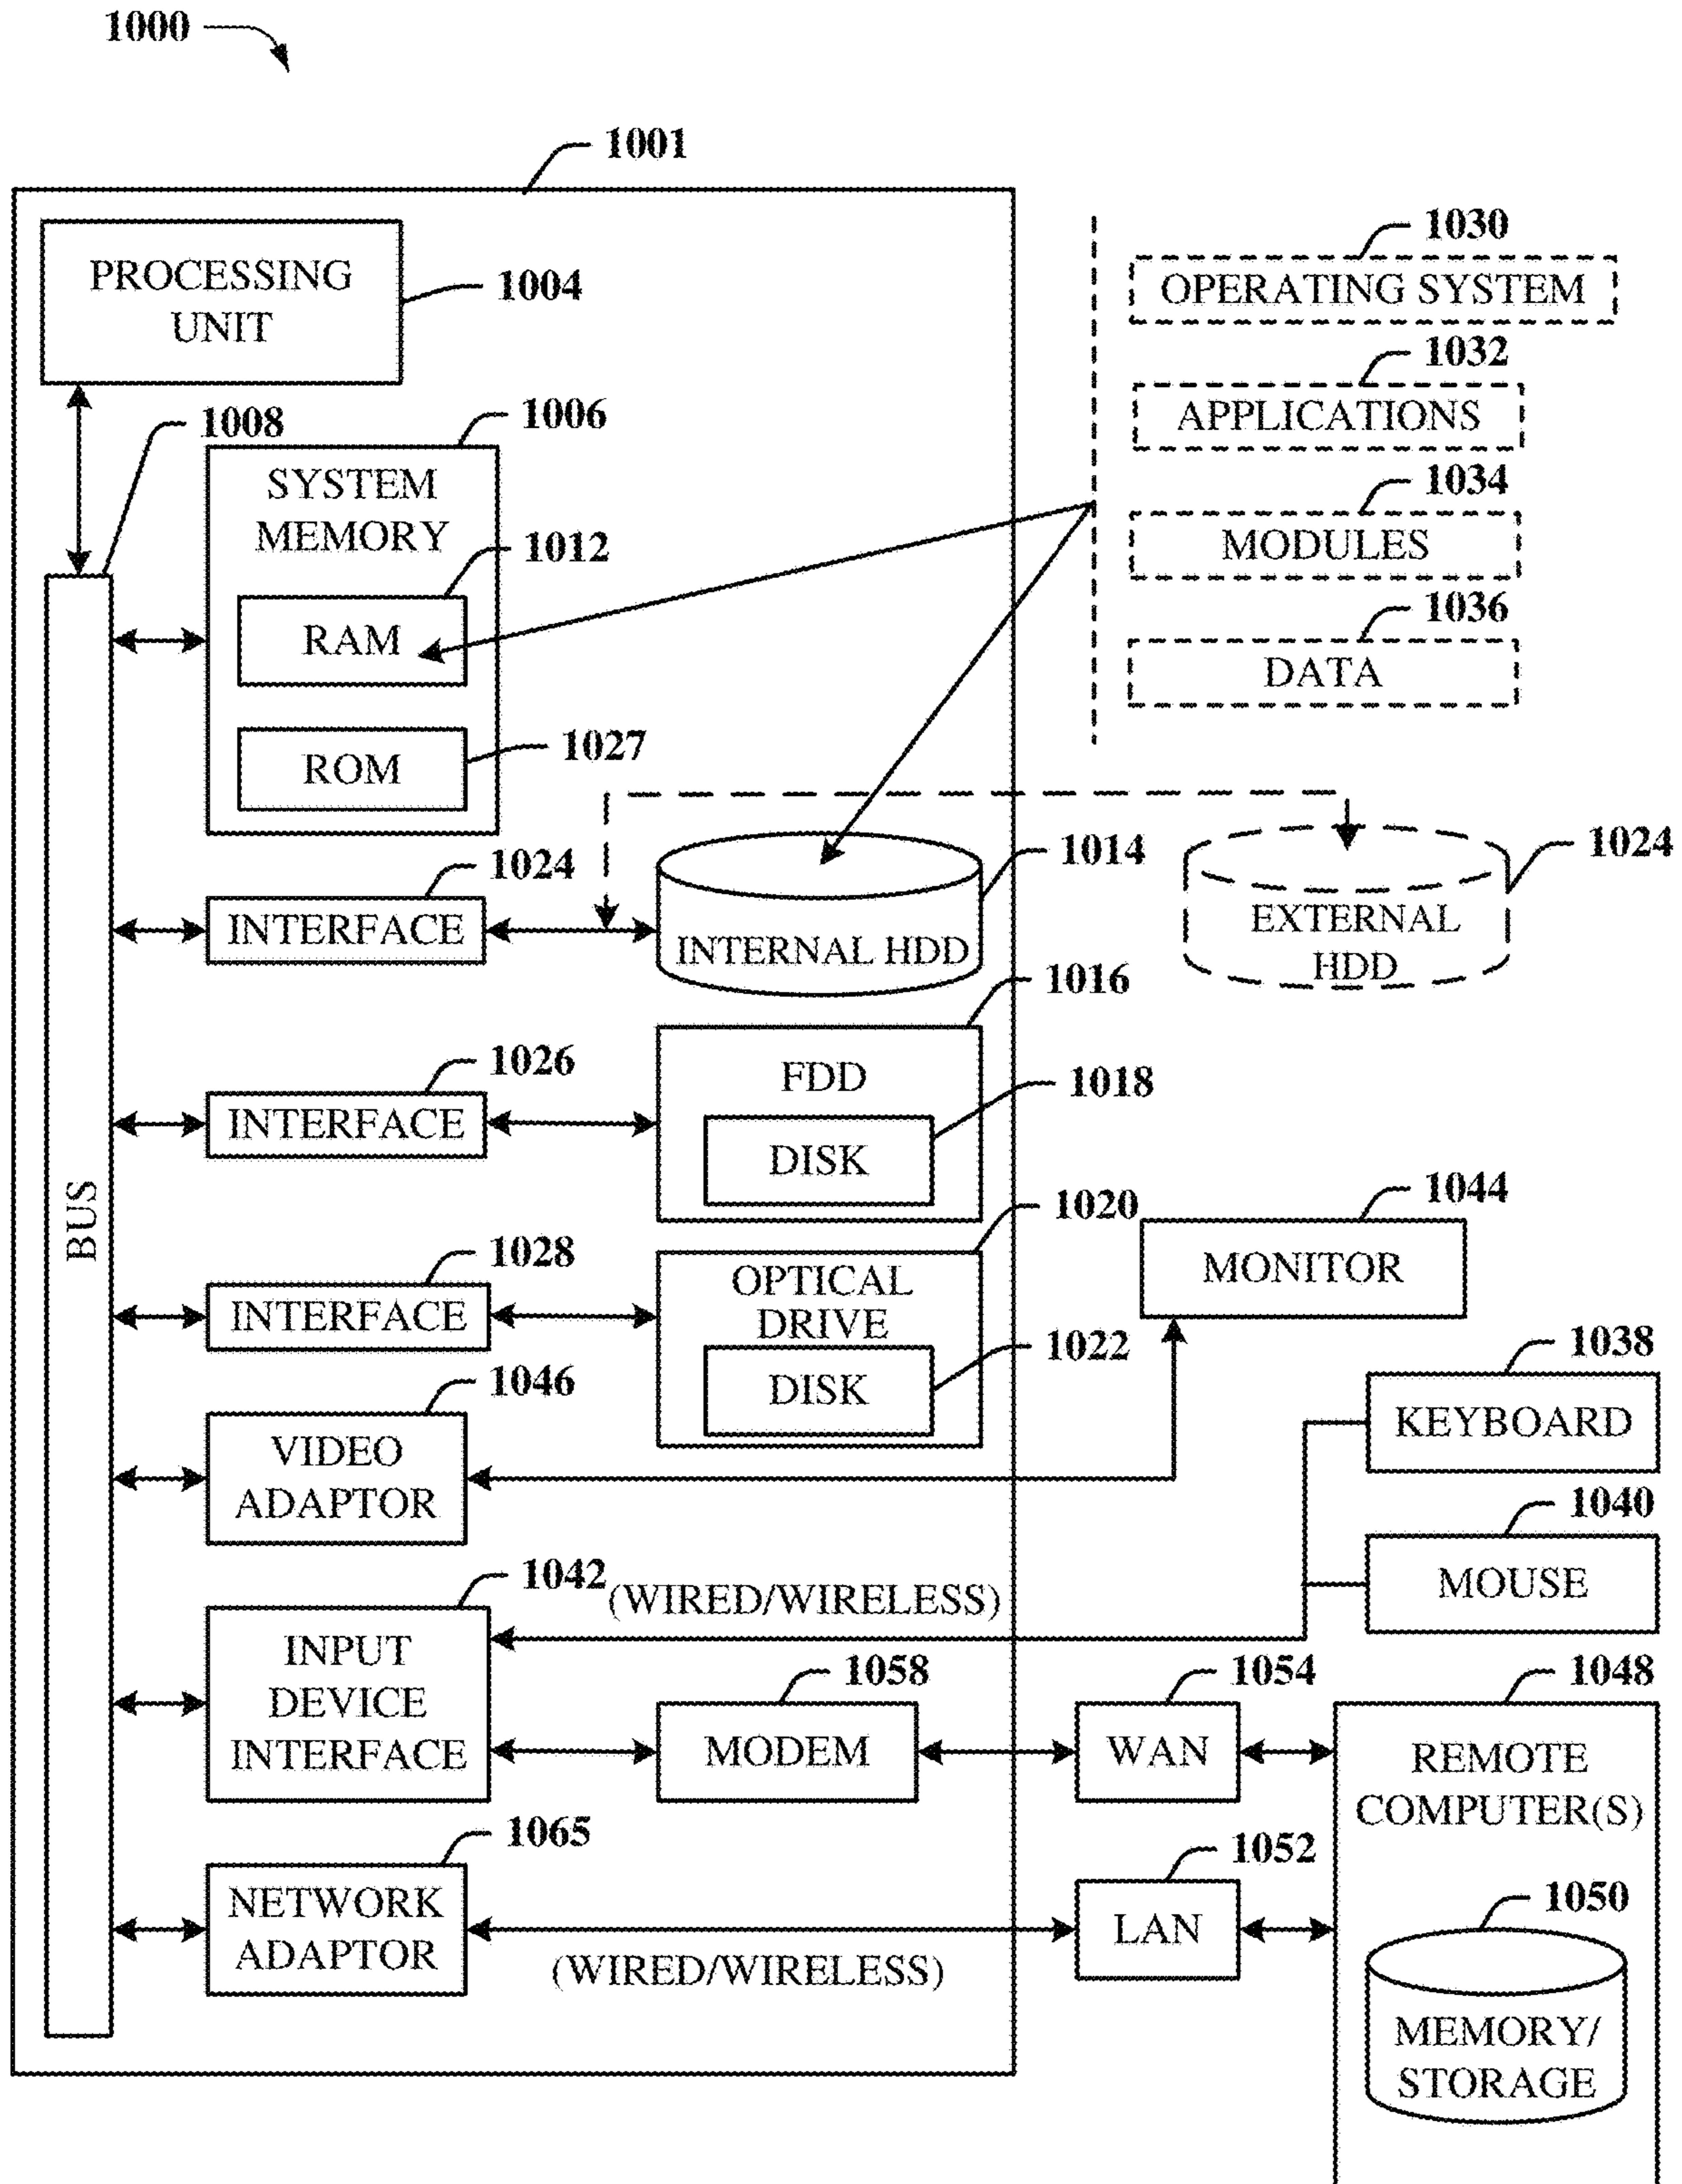 1000
1001
PROCESSING
UNIT
1004
1030
OPERATING SYSTEM
1032
APPLICATIONS
1034
MODULES
1036
DATA
1008
1006
SYSTEM
MEMORY
1012
RAM
1027
ROM
BUS
1024
INTERFACE
1014
INTERNAL HDD
1024
EXTERNAL
HDD
1016
FDD
1018
DISK
1026
INTERFACE
1020
OPTICAL
DRIVE
1022
DISK
1028
INTERFACE
1044
MONITOR
1046
VIDEO
ADAPTOR
1038
KEYBOARD
1040
MOUSE
1042
(WIRED/WIRELESS)
INPUT
DEVICE
INTERFACE
1058
MODEM
1054
WAN
1048
REMOTE
COMPUTER(S)
1065
NETWORK
ADAPTOR
(WIRED/WIRELESS)
1052
LAN
1050
MEMORY/
STORAGE